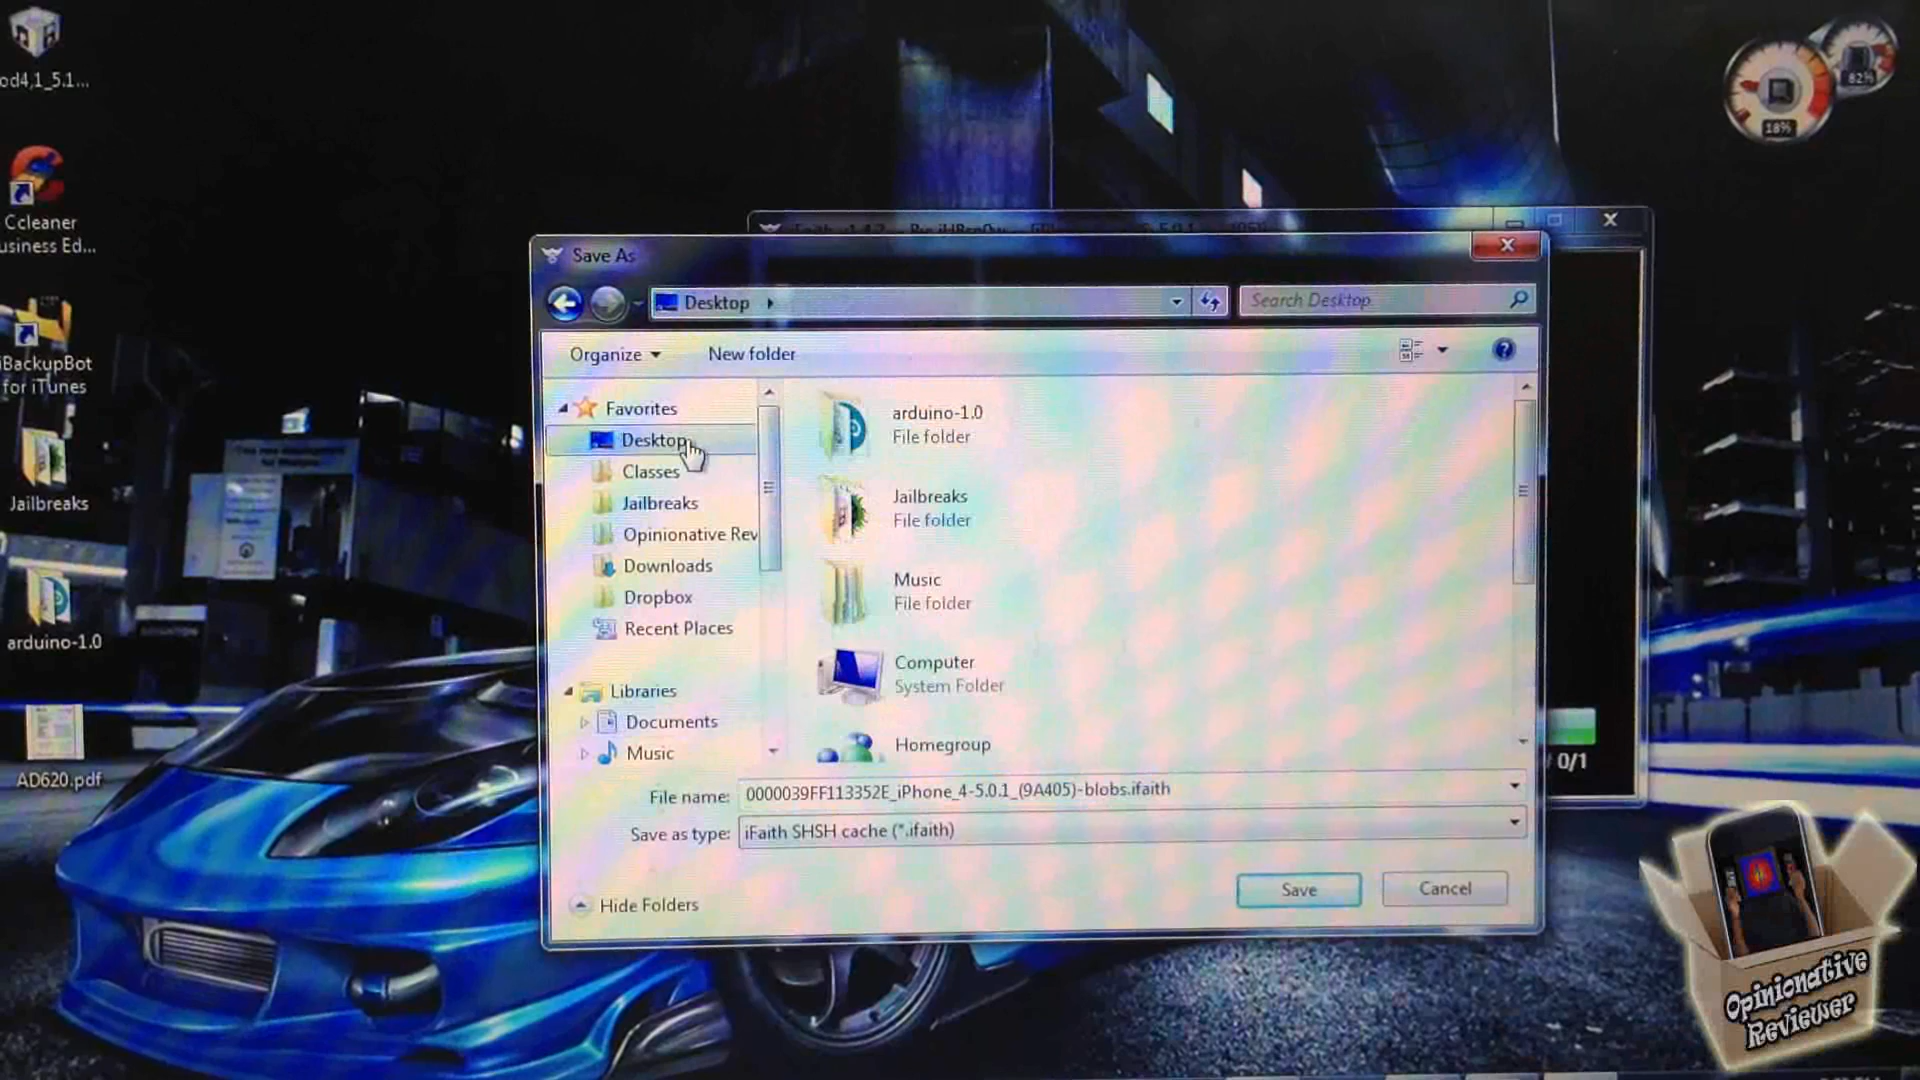 od4,1_5.1...
Ccleaner
usiness Ed...
iBackupBot
for iTunes
Jailbreaks
arduino-1.0
AD620.pdf
82%
18%
Save As
Desktop
Search Desktop
Organize
New folder
Favorites
Desktop
Classes
Jailbreaks
Opinionative Rev
Downloads
Dropbox
Recent Places
Libraries
Documents
Music
arduino-1.0
File folder
Jailbreaks
File folder
Music
File folder
Computer
System Folder
Homegroup
0/1
File name: 0000039FF113352E_iPhone_4-5.0.1_(9A405)-blobs.ifaith
Save as type: iFaith SHSH cache (*.ifaith)
Hide Folders
Save
Cancel
Opinionative
Reviewer